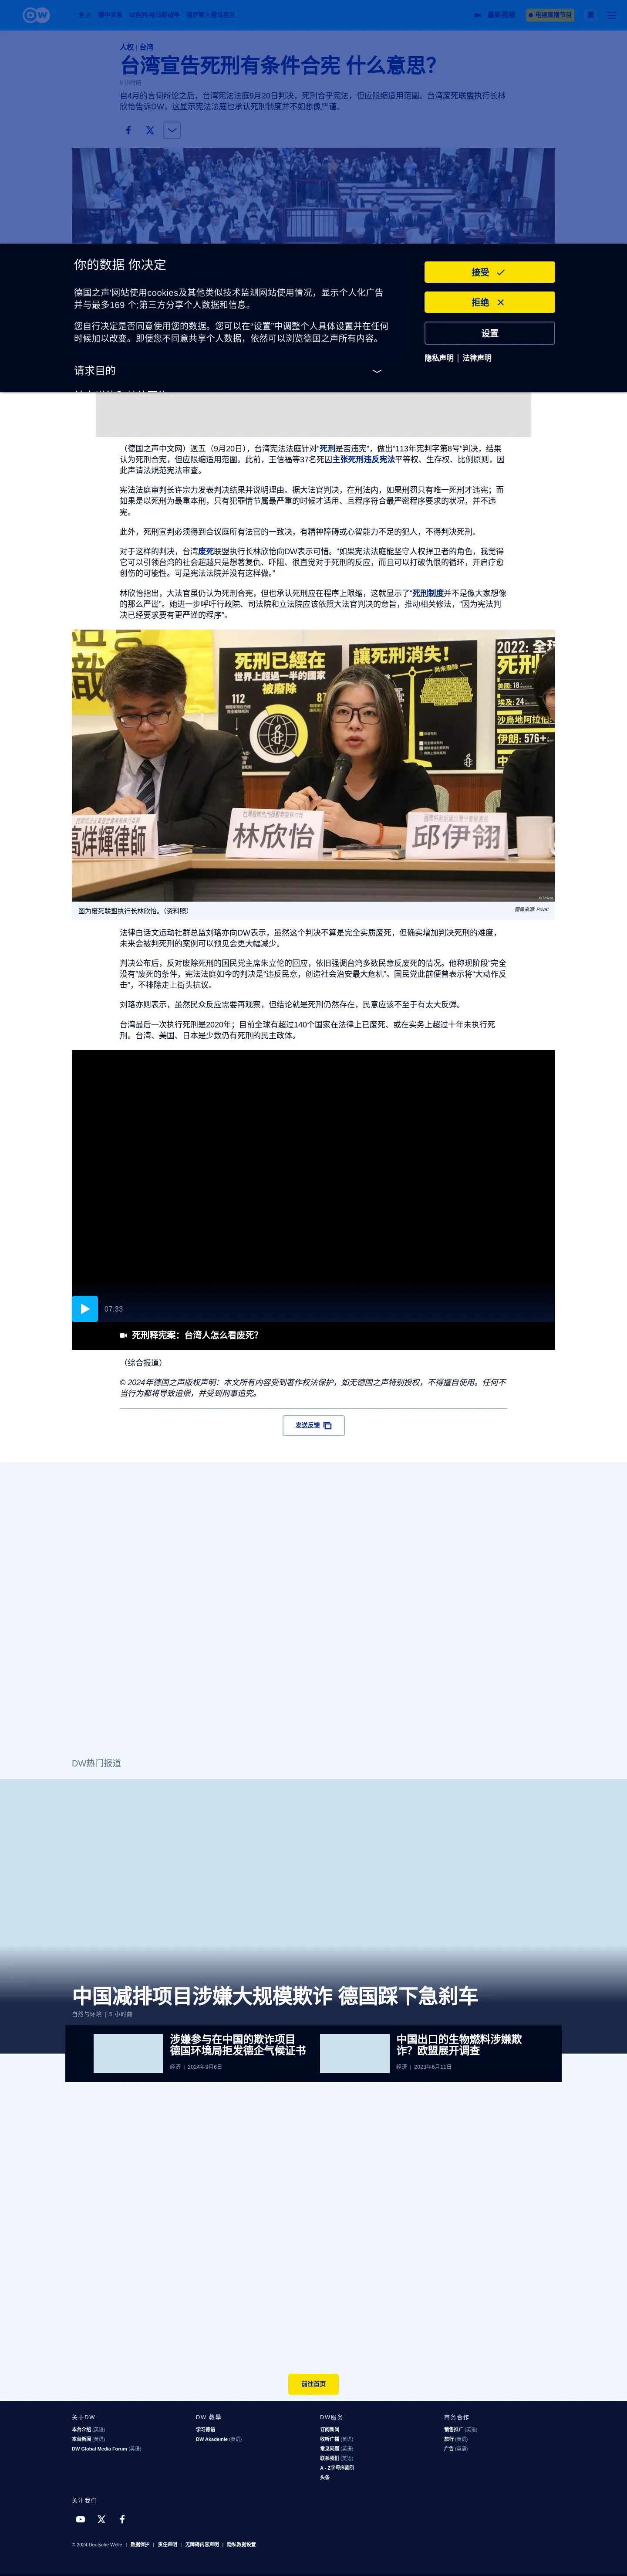 DW
德中关系
以色列-哈马斯战争
俄罗斯入侵乌克兰
最新视频
电视直播节目
人权 | 台湾
台湾宣告死刑有条件合宪 什么意思？
自4月的言词辩论之后，台湾宪法法庭9月20日判决，死刑合乎宪法，但应限缩适用范围。台湾废死联盟执行长林
欣怡告诉DW。这显示宪法法庭也承认死刑制度并不如想像严谨。
你的数据 你决定
德国之声'网站使用cookies及其他类似技术监测网站使用情况，显示个人化广告
并与最多169 个;第三方分享个人数据和信息。
您自行决定是否同意使用您的数据。您可以在“设置”中调整个人具体设置并在任何
时候加以改变。即便您不同意共享个人数据，依然可以浏览德国之声所有内容。
请求目的
接受
拒绝
设置
隐私声明 | 法律声明
（德国之声中文网）週五（9月20日），台湾宪法法庭针对“死刑是否违宪”，做出“113年宪判字第8号”判决，结果
认为死刑合宪，但应限缩适用范围。此前，王信福等37名死囚主张死刑违反宪法平等权、生存权、比例原则，因
此声请法规范宪法审查。
宪法法庭审判长许宗力发表判决结果并说明理由。据大法官判决，在刑法内，如果刑罚只有唯一死刑才违宪；而
如果是以死刑为最重本刑，只有犯罪情节属最严重的时候才适用、且程序符合最严密程序要求的状况，并不违
宪。
此外，死刑宣判必须得到合议庭所有法官的一致决，有精神障碍或心智能力不足的犯人，不得判决死刑。
对于这样的判决，台湾废死联盟执行长林欣怡向DW表示可惜。“如果宪法法庭能坚守人权捍卫者的角色，我觉得
它可以引领台湾的社会超越只是想著复仇、吓阻、很直觉对于死刑的反应，而且可以打破仇恨的循环，开启疗愈
创伤的可能性。可是宪法法院并没有这样做。”
林欣怡指出，大法官虽仍认为死刑合宪，但也承认死刑应在程序上限缩，这就显示了“死刑制度并不是像大家想像
的那么严谨”。她进一步呼吁行政院、司法院和立法院应该依照大法官判决的意旨，推动相关修法，“因为宪法判
决已经要求要有更严谨的程序”。
死刑已經在
世界上超過一半的國家
被廢除
讓死刑消失！
死刑
2022: 全球
美國: 18
埃及: 24
沙烏地阿拉伯
伊朗: 576+
高烊輝律師
林欣怡
邱伊翎
© Privat
图为废死联盟执行长林欣怡。（资料照）
图像来源: Privat
法律白话文运动社群总监刘珞亦向DW表示，虽然这个判决不算是完全实质废死，但确实增加判决死刑的难度，
未来会被判死刑的案例可以预见会更大幅减少。
判决公布后，反对废除死刑的国民党主席朱立伦的回应，依旧强调台湾多数民意反废死的情况。他称现阶段“完全
没有”废死的条件，宪法法庭如今的判决是“违反民意，创造社会治安最大危机”。国民党此前便曾表示将“大动作反
击”，不排除走上街头抗议。
刘珞亦则表示，虽然民众反应需要再观察，但结论就是死刑仍然存在，民意应该不至于有太大反弹。
台湾最后一次执行死刑是2020年；目前全球有超过140个国家在法律上已废死、或在实务上超过十年未执行死
刑。台湾、美国、日本是少数仍有死刑的民主政体。
07:33
死刑释宪案：台湾人怎么看废死？
（综合报道）
© 2024年德国之声版权声明：本文所有内容受到著作权法保护，如无德国之声特别授权，不得擅自使用。任何不
当行为都将导致追偿，并受到刑事追究。
发送反馈
DW热门报道
中国减排项目涉嫌大规模欺诈 德国踩下急刹车
自然与环境 | 5 小时前
涉嫌参与在中国的欺诈项目
德国环境局拒发德企气候证书
经济 | 2024年9月6日
中国出口的生物燃料涉嫌欺
诈？欧盟展开调查
经济 | 2023年6月11日
前往首页
关于DW
本台介绍 (英语)
本台新闻 (英语)
DW Global Media Forum (英语)
DW 教學
学习德语
DW Akademie (英语)
DW服务
订阅新闻
收听广播 (英语)
常见问题 (英语)
联系我们 (英语)
A - Z字母序索引
头条
商务合作
销售推广 (英语)
旅行 (英语)
广告 (英语)
关注我们
© 2024 Deutsche Welle | 数据保护 | 责任声明 | 无障碍内容声明 | 隐私数据设置